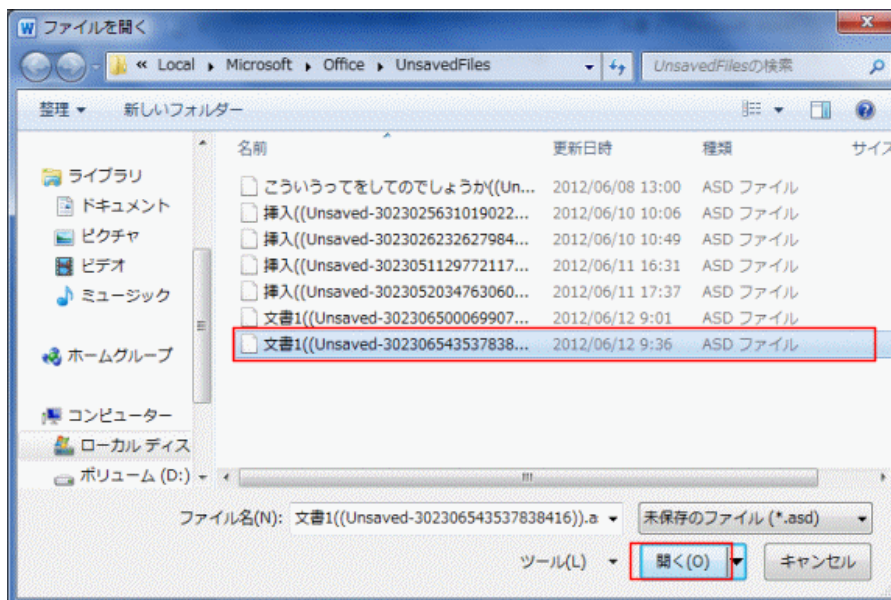 ファイルを開く
« Local ▸ Microsoft ▸ Office ▸ UnsavedFiles
UnsavedFilesの検索
整理 ▼ 新しいフォルダー
名前 更新日時 種類 サイズ
こういうってをしてのでしょうか((Un... 2012/06/08 13:00 ASD ファイル
挿入((Unsaved-3023025631019022... 2012/06/10 10:06 ASD ファイル
挿入((Unsaved-3023026232627984... 2012/06/10 10:49 ASD ファイル
挿入((Unsaved-3023051129772117... 2012/06/11 16:31 ASD ファイル
挿入((Unsaved-3023052034763060... 2012/06/11 17:37 ASD ファイル
文書1((Unsaved-302306500069907... 2012/06/12 9:01 ASD ファイル
文書1((Unsaved-302306543537838... 2012/06/12 9:36 ASD ファイル
ライブラリ
ドキュメント
ピクチャ
ビデオ
ミュージック
ホームグループ
コンピューター
ローカル ディス
ボリューム (D:)
ファイル名(N): 文書1((Unsaved-302306543537838416)).a
未保存のファイル (*.asd)
ツール(L) 開く(O) キャンセル